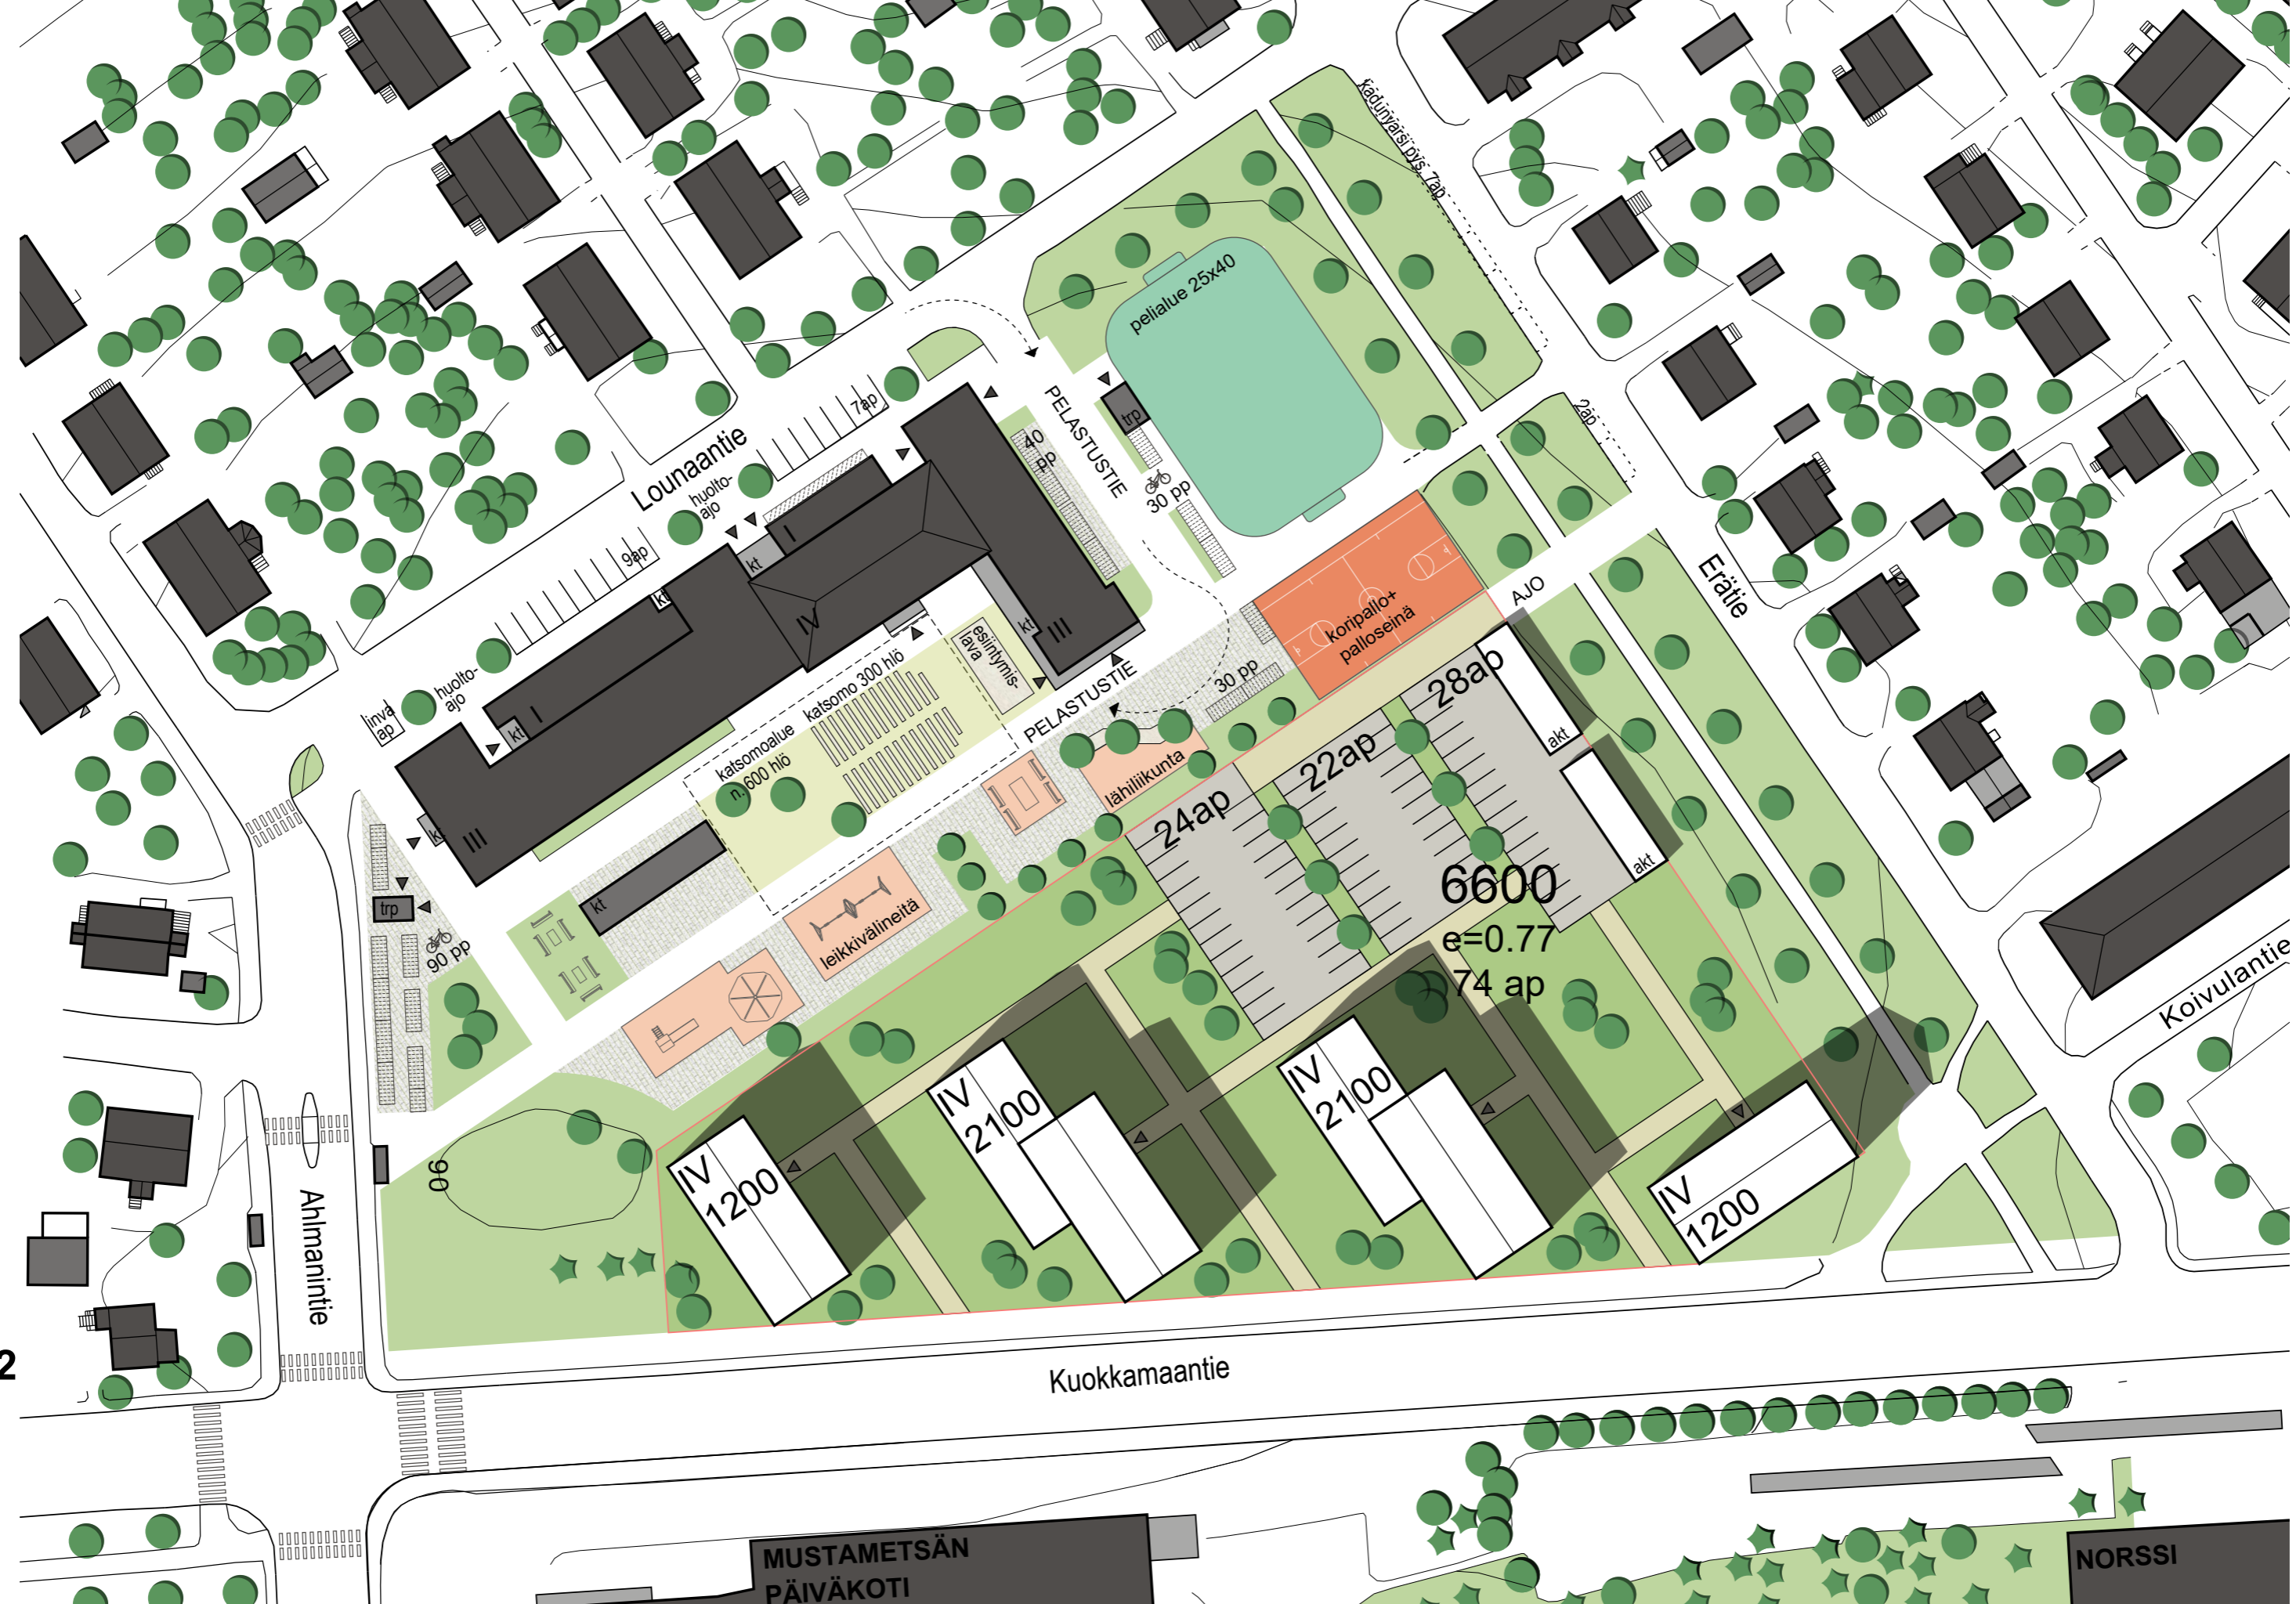 kadunvarsi pys. 7ap
pelialue 25x40
7ap
Lounaantie
PELASTUSTIE
40
pp
trp
30 pp
2ap
huolto-
ajo
9ap
I
kt
kt
IV
III
kt
esiintymis-
lava
AJO
Erätie
koripallo+
palloseinä
huolto-
ajo
inva
ap
I
kt
katsomo 300 hlö
katsomoalue
n. 600 hlö
PELASTUSTIE
30 pp
28ap
akt
22ap
lähiliikunta
24ap
III
kt
kt
akt
6600
e=0.77
74 ap
trp
90 pp
leikkivälineitä
Koivulantie
IV
2100
IV
2100
IV
1200
IV
1200
90
Ahlmanintie
2
Kuokkamaantie
MUSTAMETSÄN
PÄIVÄKOTI
NORSSI